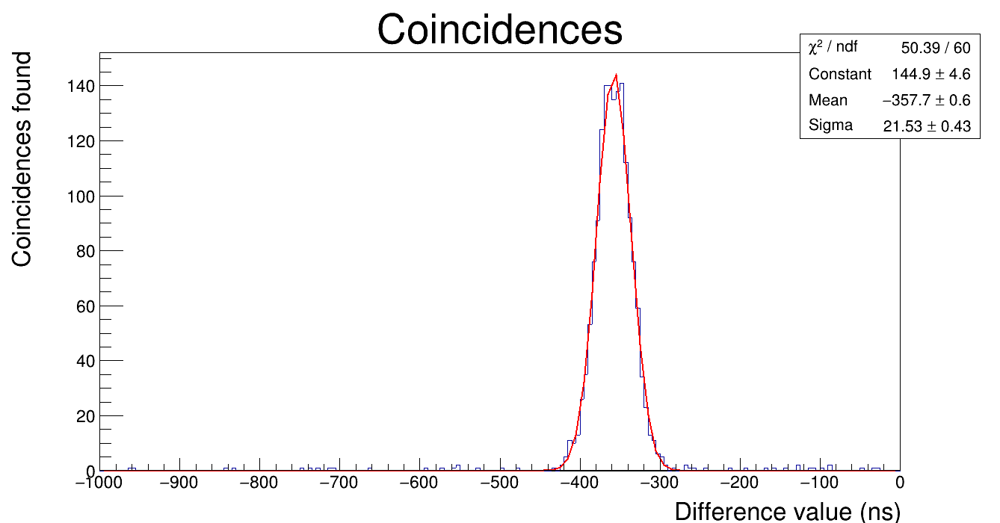 Coincidences
χ² / ndf 50.39 / 60
Constant 144.9 ± 4.6
Mean −357.7 ± 0.6
Sigma 21.53 ± 0.43
Coincidences found
140
120
100
80
60
40
20
0
−1000 −900 −800 −700 −600 −500 −400 −300 −200 −100 0
Difference value (ns)